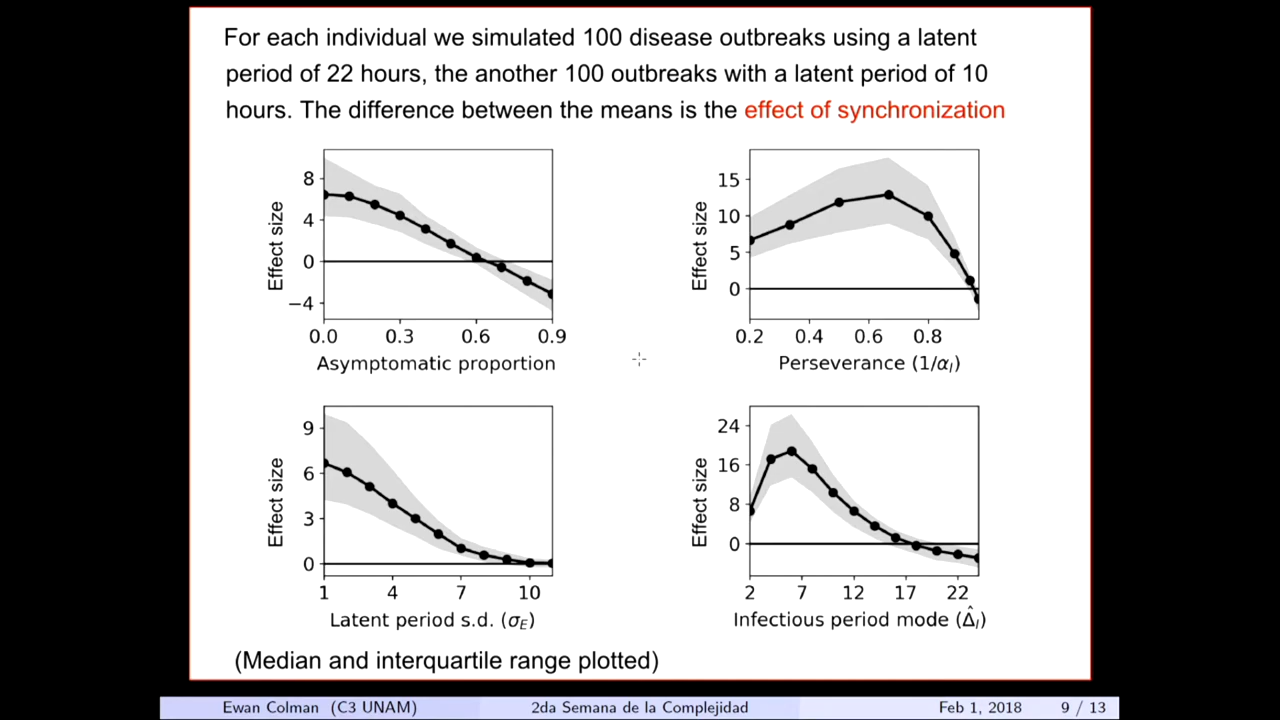 For each individual we simulated 100 disease outbreaks using a latent
period of 22 hours, the another 100 outbreaks with a latent period of 10
hours. The difference between the means is the effect of synchronization
Effect size
8
4
0
−4
0.0 0.3 0.6 0.9
Asymptomatic proportion
Effect size
15
10
5
0
0.2 0.4 0.6 0.8
Perseverance (1/α_I)
Effect size
9
6
3
0
1 4 7 10
Latent period s.d. (σ_E)
Effect size
24
16
8
0
2 7 12 17 22
Infectious period mode (Δ̂_I)
(Median and interquartile range plotted)
Ewan Colman (C3 UNAM) 2da Semana de la Complejidad Feb 1, 2018 9 / 13